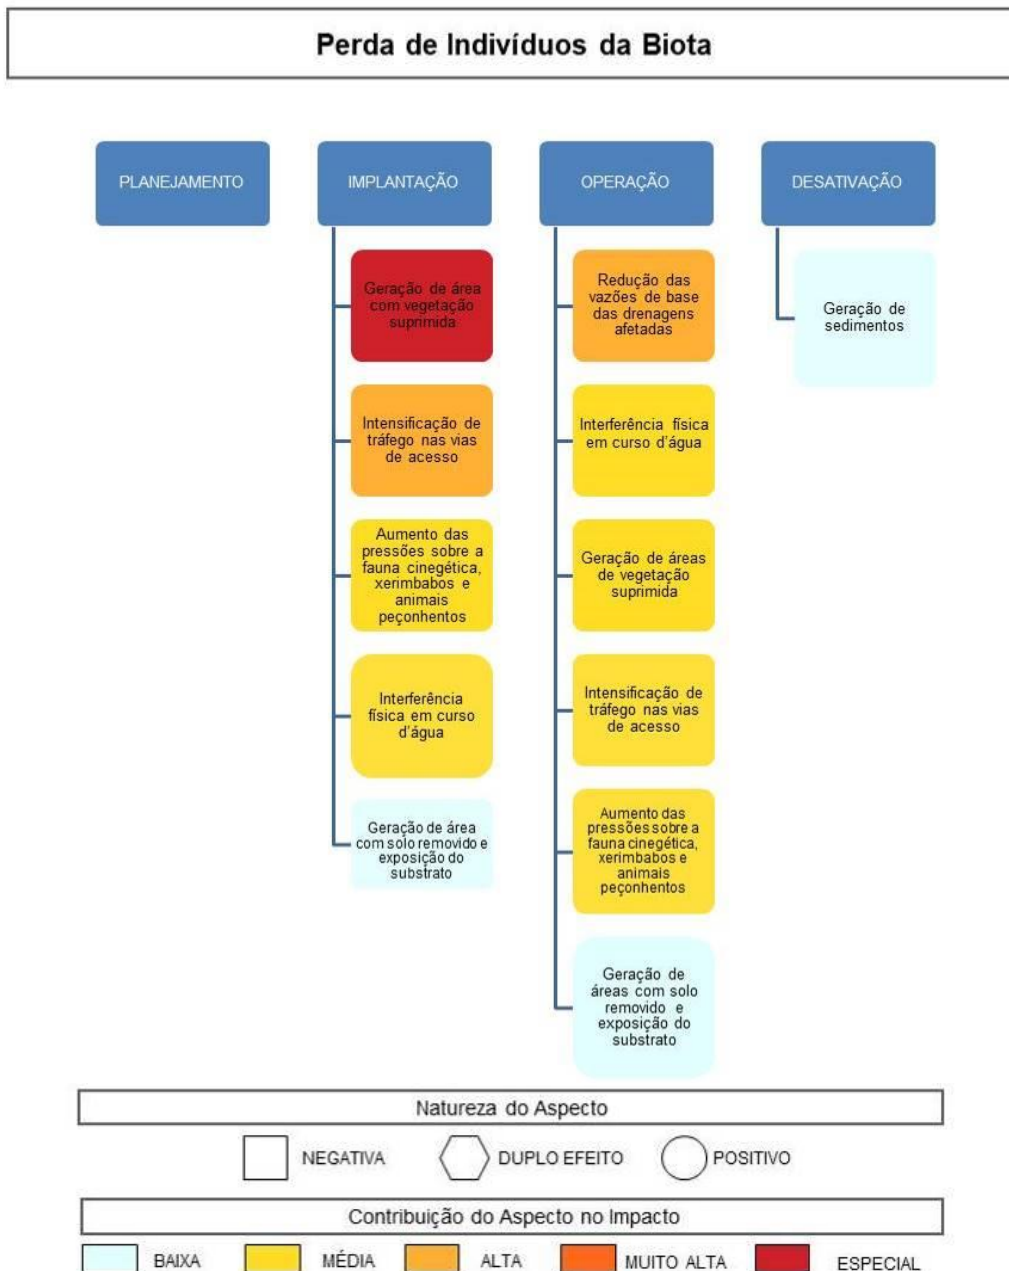 Perda de Indivíduos da Biota
PLANEJAMENTO
IMPLANTAÇÃO
OPERAÇÃO
DESATIVAÇÃO
Geração de área
com vegetação
suprimida
Intensificação de
tráfego nas vias
de acesso
Aumento das
pressões sobre a
fauna cinegética,
xerimbabos e
animais
peçonhentos
Interferência
física em curso
d'água
Geração de área
com solo removido e
exposição do
substrato
Redução das
vazões de base
das drenagens
afetadas
Interferência física
em curso d'água
Geração de áreas
de vegetação
suprimida
Intensificação de
tráfego nas vias
de acesso
Aumento das
pressões sobre a
fauna cinegética,
xerimbabos e
animais
peçonhentos
Geração de
áreas com solo
removido e
exposição do
substrato
Geração de
sedimentos
Natureza do Aspecto
NEGATIVA
DUPLO EFEITO
POSITIVO
Contribuição do Aspecto no Impacto
BAIXA
MÉDIA
ALTA
MUITO ALTA
ESPECIAL